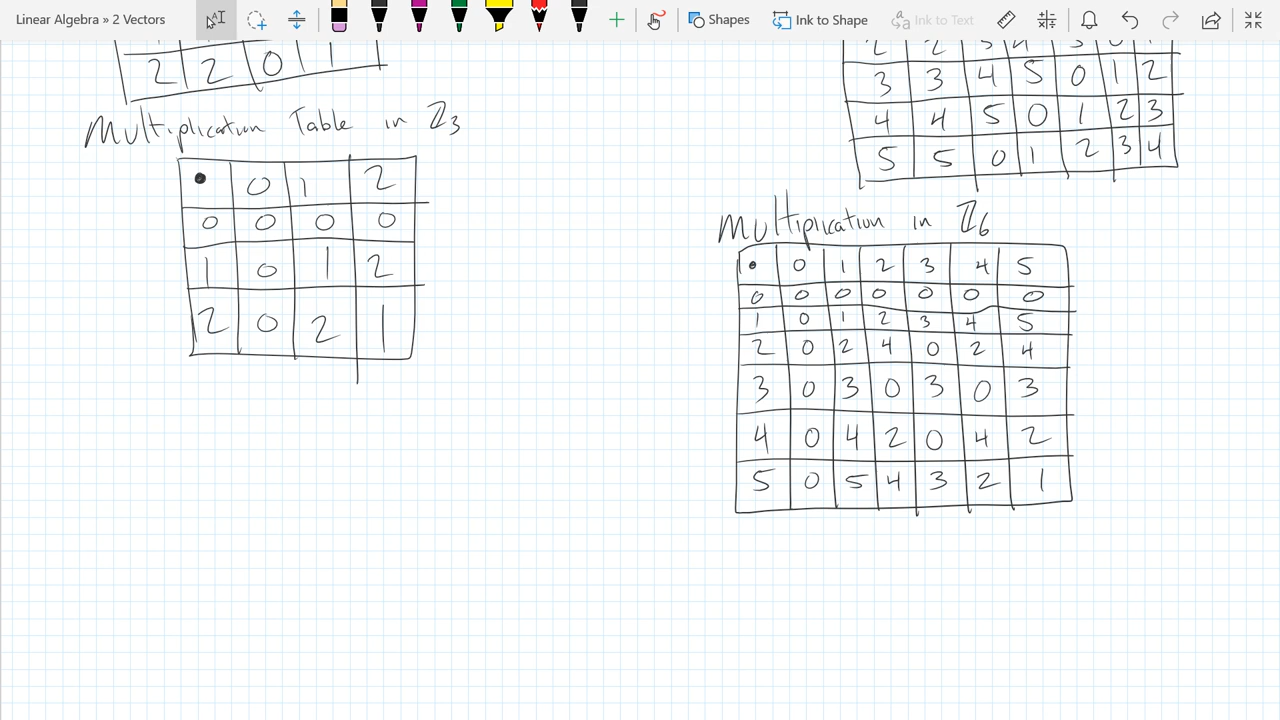 Linear Algebra » 2 Vectors
Shapes
Ink to Shape
Ink to Text
2 2 0 1
Multiplication Table in ℤ3
• 0 1 2
0 0 0 0
1 0 1 2
2 0 2 1
3 3 4 5 0 1 2
4 4 5 0 1 2 3
5 5 0 1 2 3 4
Multiplication in ℤ6
• 0 1 2 3 4 5
0 0 0 0 0 0 0
1 0 1 2 3 4 5
2 0 2 4 0 2 4
3 0 3 0 3 0 3
4 0 4 2 0 4 2
5 0 5 4 3 2 1